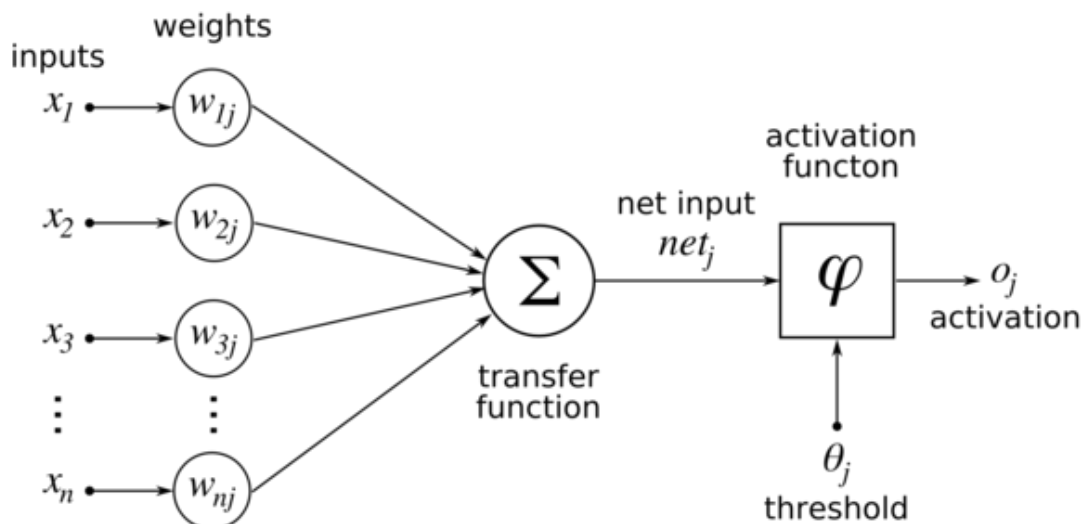 weights
inputs
x1
w1j
activation
functon
x2
w2j
net input
netj
Σ
φ
oj
activation
x3
w3j
transfer
function
⋮ ⋮
θj
xn
wnj
threshold